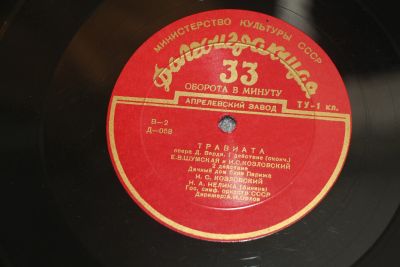 МИНИСТЕРСТВО КУЛЬТУРЫ СССР
Долгоиграющая
33
ОБОРОТА В МИНУТУ
АПРЕЛЕВСКИЙ ЗАВОД
ТУ-1 кл.
В—2
Д—058
ТРАВИАТА
опера Д. Верди. 1 действие (оконч.)
Е.В.ШУМСКАЯ и И.С.КОЗЛОВСКИЙ
2 действие
Дачный дом близ Парижа
И. С. КОЗЛОВСКИЙ
Н. А. НЕЛИНА (Аннина)
Гос. симф. оркестр СССР
Дирижер: А.И.Орлов